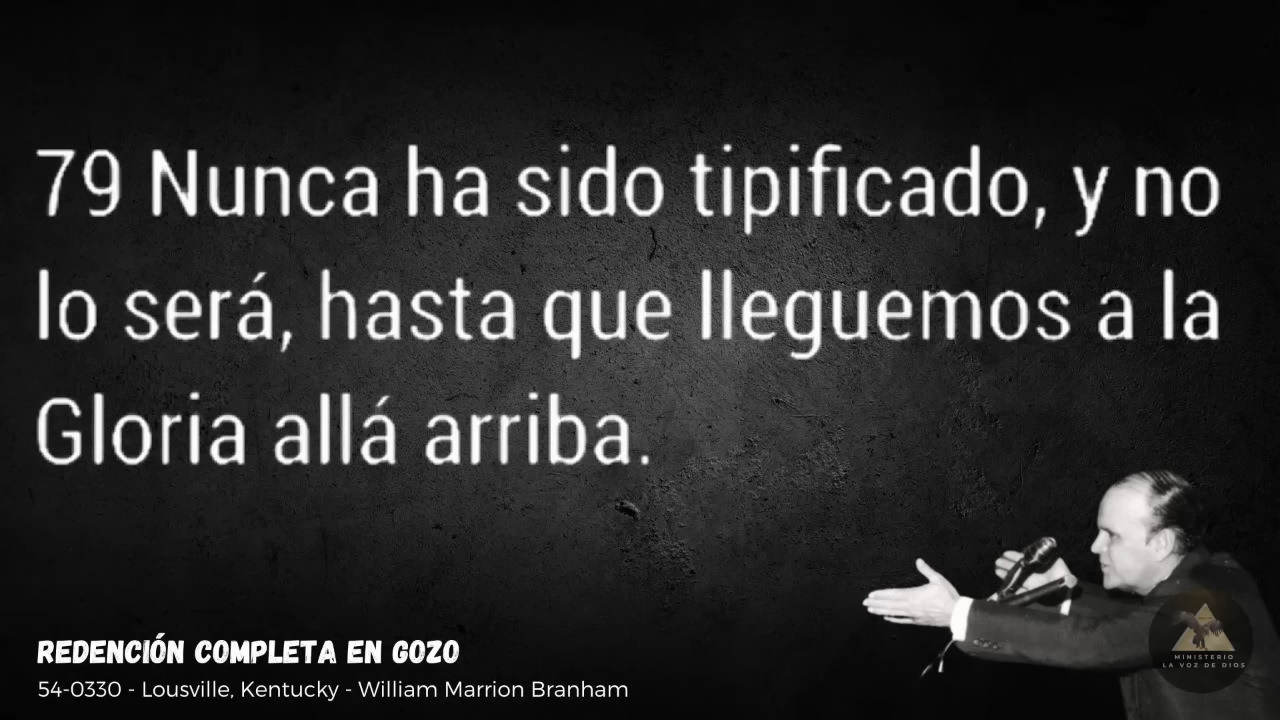 79 Nunca ha sido tipificado, y no
lo será, hasta que lleguemos a la
Gloria allá arriba.
REDENCIÓN COMPLETA EN GOZO
54-0330 - Lousville, Kentucky - William Marrion Branham
MINISTERIO
LA VOZ DE DIOS